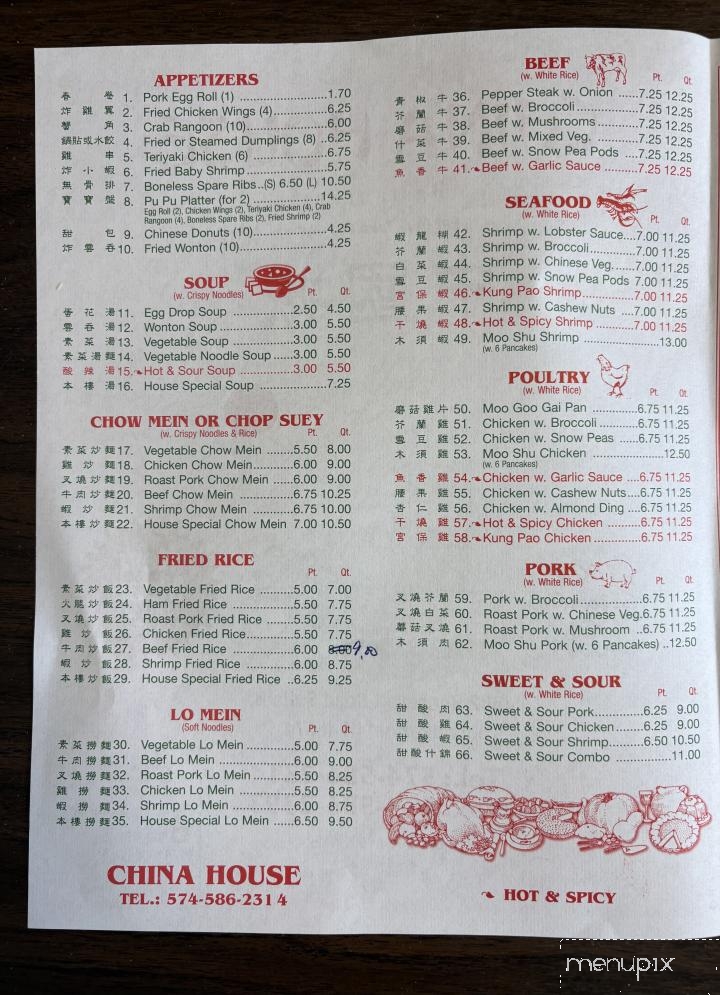 APPETIZERS
春卷 1. Pork Egg Roll (1) 1.70
炸雞翼 2. Fried Chicken Wings (4) 6.25
蟹角 3. Crab Rangoon (10) 6.00
鍋貼或水餃 4. Fried or Steamed Dumplings (8) 6.25
雞串 5. Teriyaki Chicken (6) 6.75
炸小蝦 6. Fried Baby Shrimp 5.75
無骨排 7. Boneless Spare Ribs (S) 6.50 (L) 10.50
寶寶盤 8. Pu Pu Platter (for 2) 14.25
Egg Roll (2), Chicken Wings (2), Teriyaki Chicken (4), Crab
Rangoon (4), Boneless Spare Ribs (2), Fried Shrimp (2)
甜包 9. Chinese Donuts (10) 4.25
炸雲吞 10. Fried Wonton (10) 4.25
SOUP
(w. Crispy Noodles) Pt. Qt.
蛋花湯 11. Egg Drop Soup 2.50 4.50
雲吞湯 12. Wonton Soup 3.00 5.50
素菜湯 13. Vegetable Soup 3.00 5.50
素菜湯麵 14. Vegetable Noodle Soup 3.00 5.50
酸辣湯 15. Hot & Sour Soup 3.00 5.50
本樓湯 16. House Special Soup 7.25
CHOW MEIN OR CHOP SUEY
(w. Crispy Noodles & Rice) Pt. Qt.
素菜炒麵 17. Vegetable Chow Mein 5.50 8.00
雞炒麵 18. Chicken Chow Mein 6.00 9.00
叉燒炒麵 19. Roast Pork Chow Mein 6.00 9.00
牛肉炒麵 20. Beef Chow Mein 6.75 10.25
蝦炒麵 21. Shrimp Chow Mein 6.75 10.00
本樓炒麵 22. House Special Chow Mein 7.00 10.50
FRIED RICE
Pt. Qt.
素菜炒飯 23. Vegetable Fried Rice 5.00 7.00
火腿炒飯 24. Ham Fried Rice 5.50 7.75
叉燒炒飯 25. Roast Pork Fried Rice 5.50 7.75
雞炒飯 26. Chicken Fried Rice 5.50 7.75
牛肉炒飯 27. Beef Fried Rice 6.00 9.00
蝦炒飯 28. Shrimp Fried Rice 6.00 8.75
本樓炒飯 29. House Special Fried Rice 6.25 9.25
LO MEIN
(Soft Noodles) Pt. Qt.
素菜撈麵 30. Vegetable Lo Mein 5.00 7.75
牛肉撈麵 31. Beef Lo Mein 6.00 9.00
叉燒撈麵 32. Roast Pork Lo Mein 5.50 8.25
雞撈麵 33. Chicken Lo Mein 5.50 8.25
蝦撈麵 34. Shrimp Lo Mein 6.00 8.75
本樓撈麵 35. House Special Lo Mein 6.50 9.50
CHINA HOUSE
TEL.: 574-586-2314
BEEF
(w. White Rice) Pt. Qt.
青椒牛 36. Pepper Steak w. Onion 7.25 12.25
芥蘭牛 37. Beef w. Broccoli 7.25 12.25
蘑菇牛 38. Beef w. Mushrooms 7.25 12.25
什菜牛 39. Beef w. Mixed Veg. 7.25 12.25
雪豆牛 40. Beef w. Snow Pea Pods 7.25 12.25
魚香牛 41. Beef w. Garlic Sauce 7.25 12.25
SEAFOOD
(w. White Rice) Pt. Qt.
蝦龍糊 42. Shrimp w. Lobster Sauce 7.00 11.25
芥蘭蝦 43. Shrimp w. Broccoli 7.00 11.25
白菜蝦 44. Shrimp w. Chinese Veg. 7.00 11.25
雪豆蝦 45. Shrimp w. Snow Pea Pods 7.00 11.25
宮保蝦 46. Kung Pao Shrimp 7.00 11.25
腰果蝦 47. Shrimp w. Cashew Nuts 7.00 11.25
干燒蝦 48. Hot & Spicy Shrimp 7.00 11.25
木須蝦 49. Moo Shu Shrimp 13.00
(w. 6 Pancakes)
POULTRY
(w. White Rice) Pt. Qt.
蘑菇雞片 50. Moo Goo Gai Pan 6.75 11.25
芥蘭雞 51. Chicken w. Broccoli 6.75 11.25
雪豆雞 52. Chicken w. Snow Peas 6.75 11.25
木須雞 53. Moo Shu Chicken 12.50
(w. 6 Pancakes)
魚香雞 54. Chicken w. Garlic Sauce 6.75 11.25
腰果雞 55. Chicken w. Cashew Nuts 6.75 11.25
杏仁雞 56. Chicken w. Almond Ding 6.75 11.25
干燒雞 57. Hot & Spicy Chicken 6.75 11.25
宮保雞 58. Kung Pao Chicken 6.75 11.25
PORK
(w. White Rice) Pt. Qt.
叉燒芥蘭 59. Pork w. Broccoli 6.75 11.25
叉燒白菜 60. Roast Pork w. Chinese Veg. 6.75 11.25
蘑菇叉燒 61. Roast Pork w. Mushroom 6.75 11.25
木須肉 62. Moo Shu Pork (w. 6 Pancakes) 12.50
SWEET & SOUR
(w. White Rice) Pt. Qt.
甜酸肉 63. Sweet & Sour Pork 6.25 9.00
甜酸雞 64. Sweet & Sour Chicken 6.25 9.00
甜酸蝦 65. Sweet & Sour Shrimp 6.50 10.50
甜酸什錦 66. Sweet & Sour Combo 11.00
HOT & SPICY
menupix